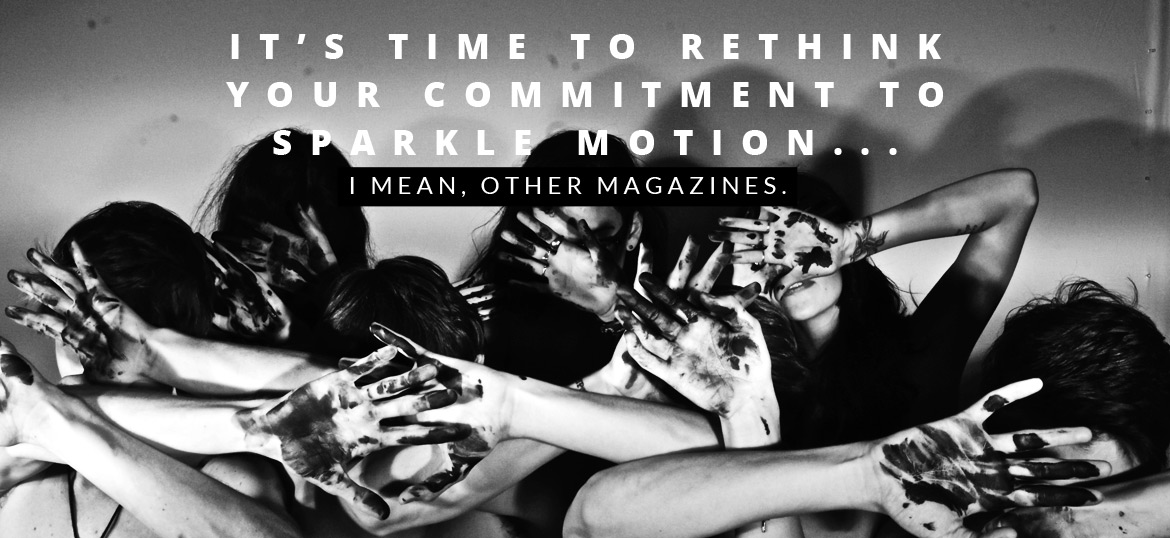 IT’S TIME TO RETHINK
YOUR COMMITMENT TO
SPARKLE MOTION...
I MEAN, OTHER MAGAZINES.